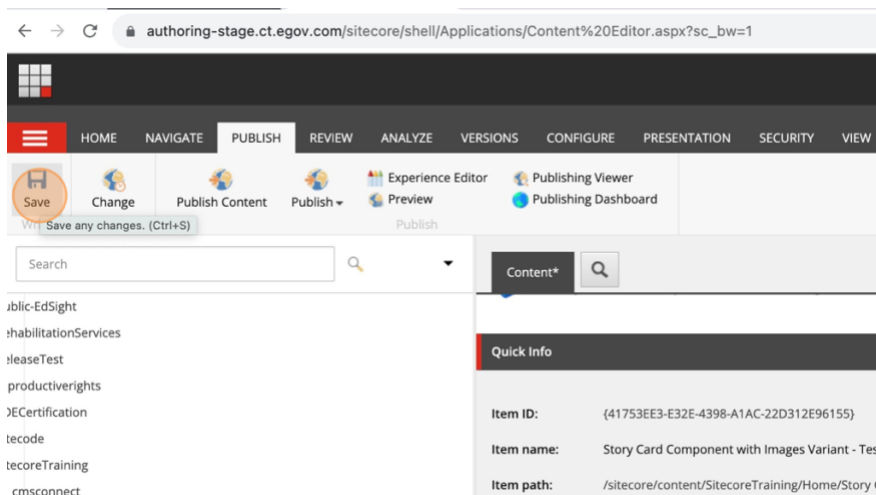 authoring-stage.ct.egov.com/sitecore/shell/Applications/Content%20Editor.aspx?sc_bw=1
HOME NAVIGATE PUBLISH REVIEW ANALYZE VERSIONS CONFIGURE PRESENTATION SECURITY VIEW
Save Change Publish Content Publish Experience Editor Publishing Viewer
Preview Publishing Dashboard
Save any changes. (Ctrl+S) Publish
Search Content*
ublic-EdSight
ehabilitationServices
eleaseTest
productiverights
DECertification
tecode
tecoreTraining
cmsconnect
Quick Info
Item ID: {41753EE3-E32E-4398-A1AC-22D312E96155}
Item name: Story Card Component with Images Variant - Tes
Item path: /sitecore/content/SitecoreTraining/Home/Story